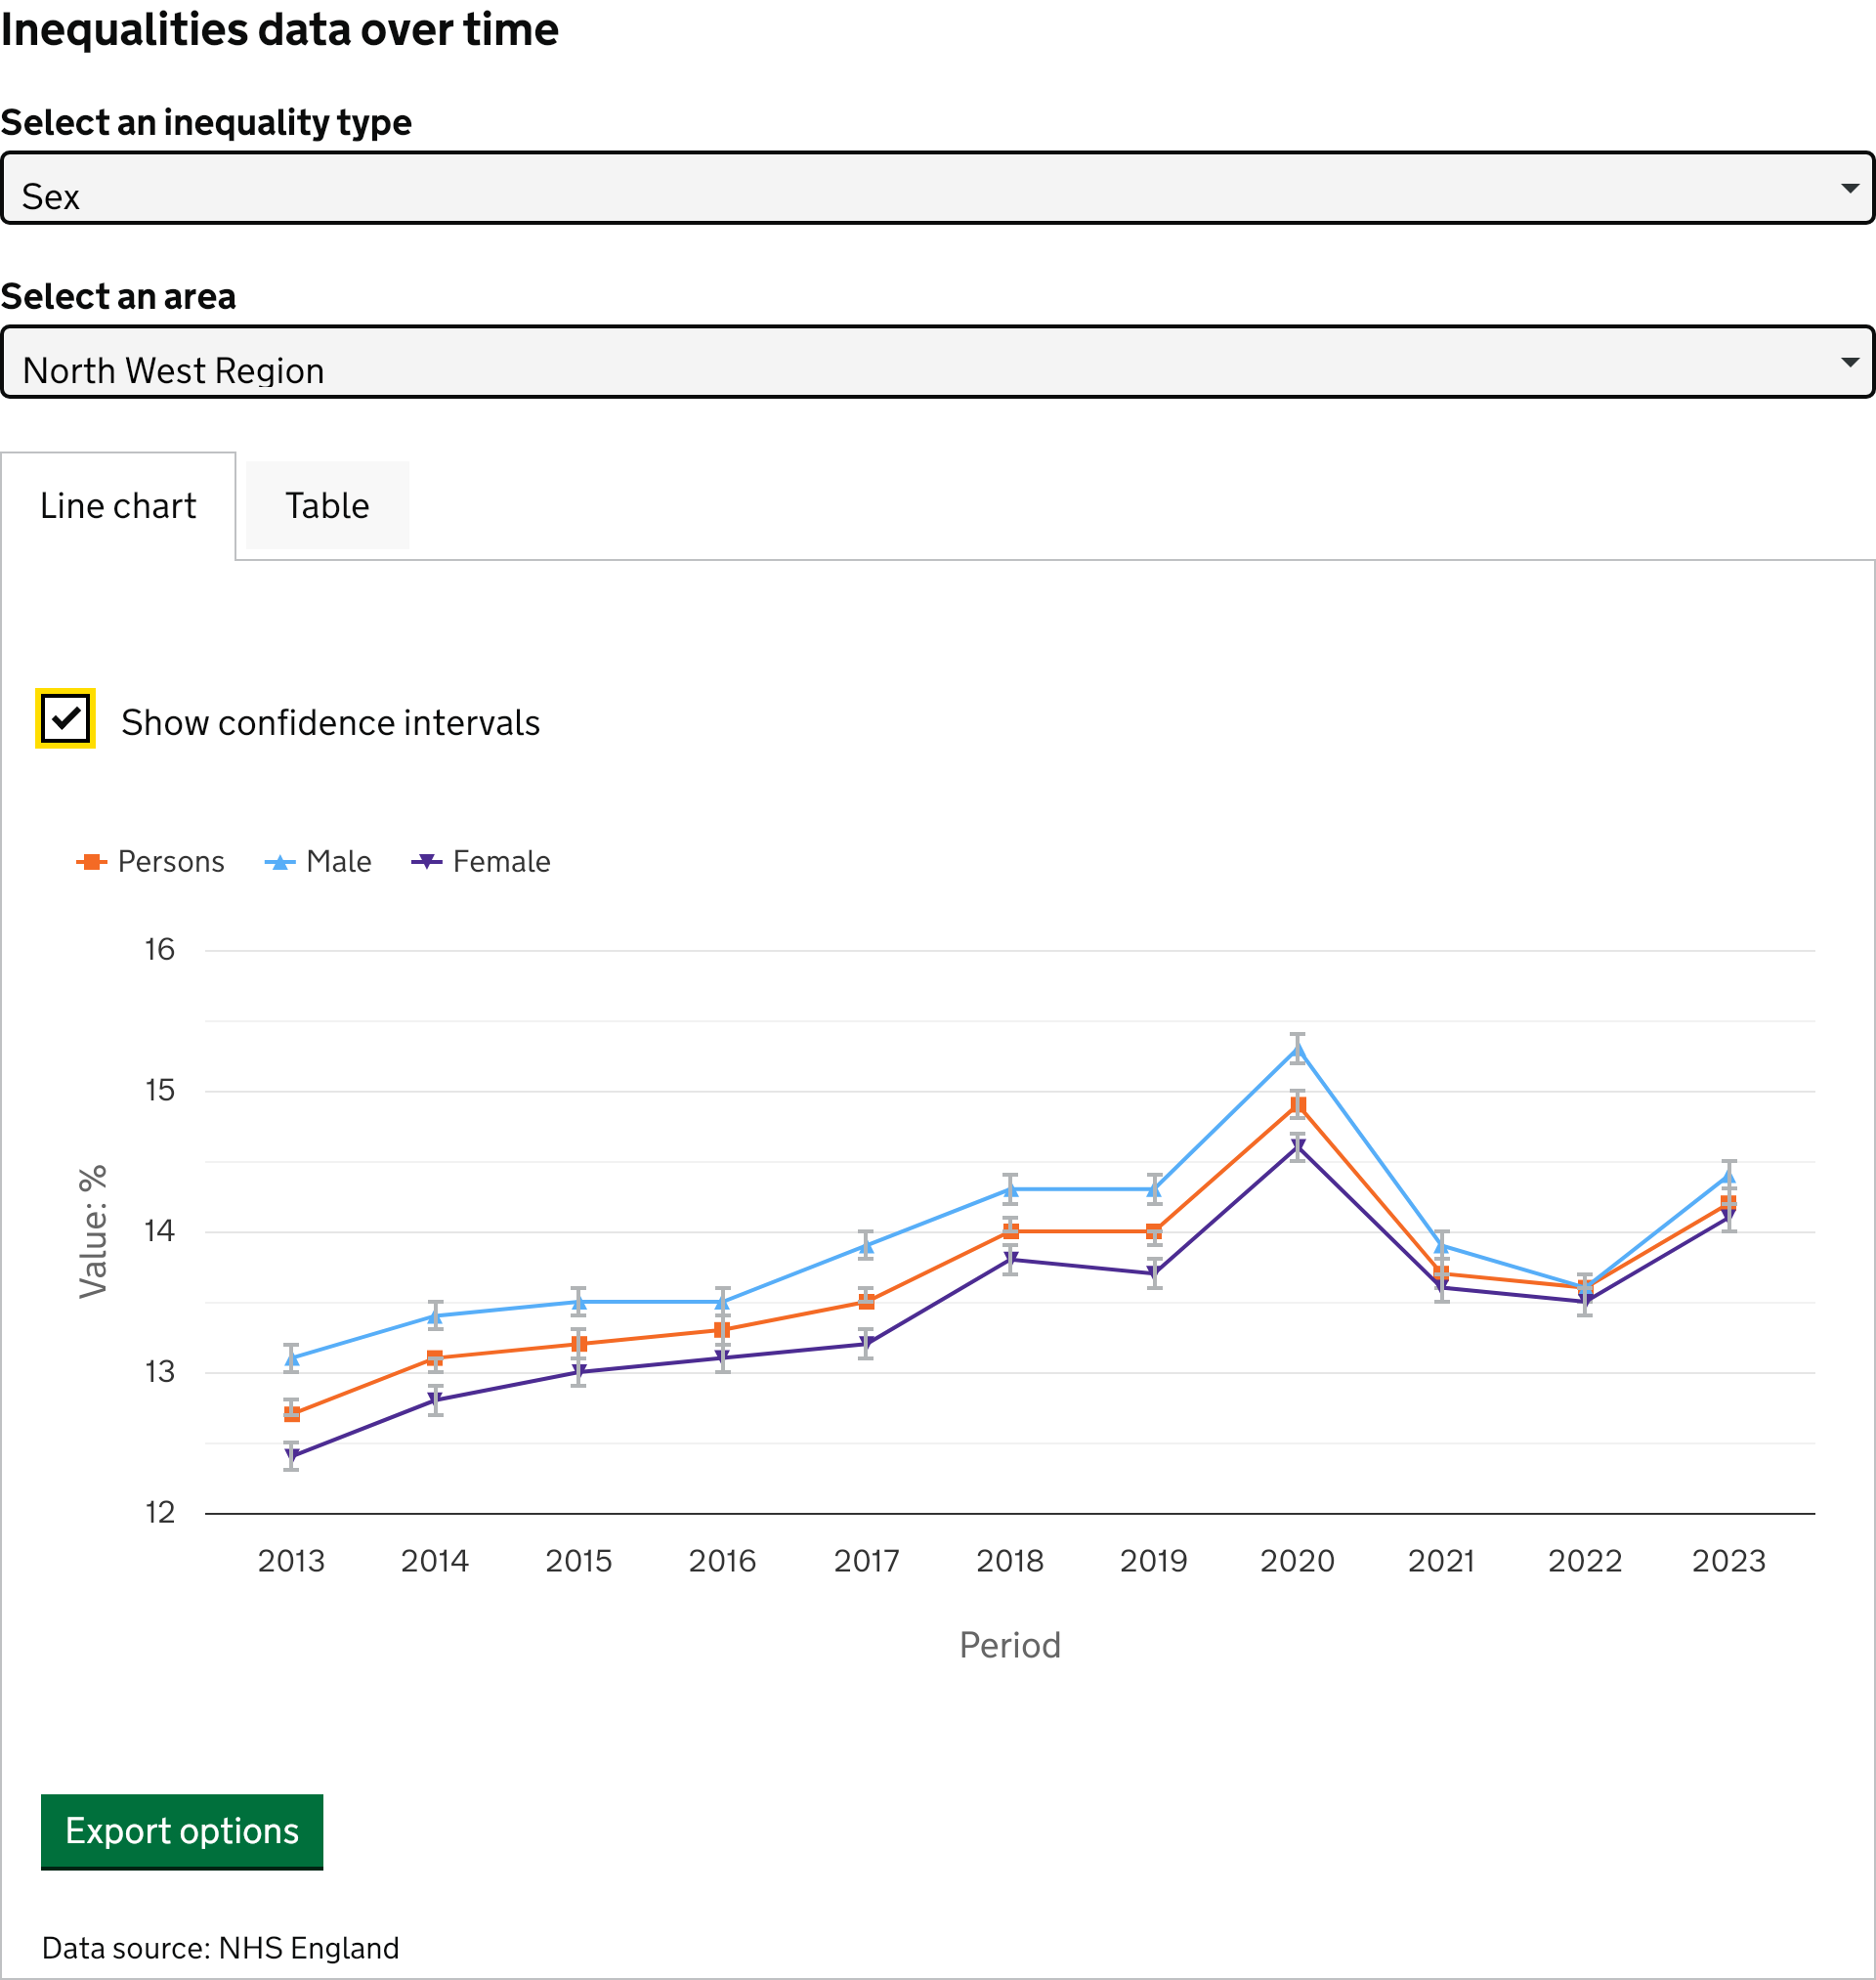 Inequalities data over time
Select an inequality type
Sex
Select an area
North West Region
Line chart
Table
Show confidence intervals
Persons
Male
Female
16
15
14
13
12
Value: %
2013 2014 2015 2016 2017 2018 2019 2020 2021 2022 2023
Period
Export options
Data source: NHS England